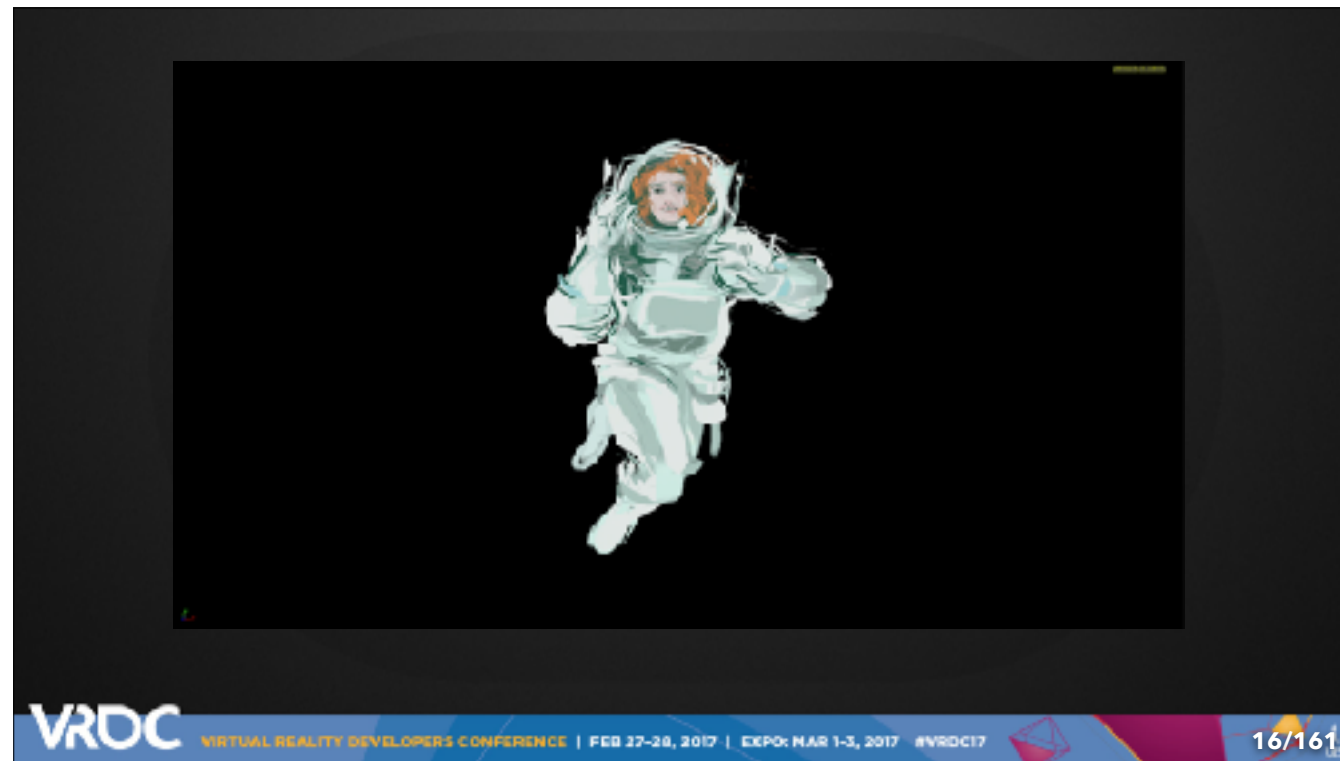 VRDC
VIRTUAL REALITY DEVELOPERS CONFERENCE | FEB 27-28, 2017 | EXPO: MAR 1-3, 2017 #VRDC17
16/161